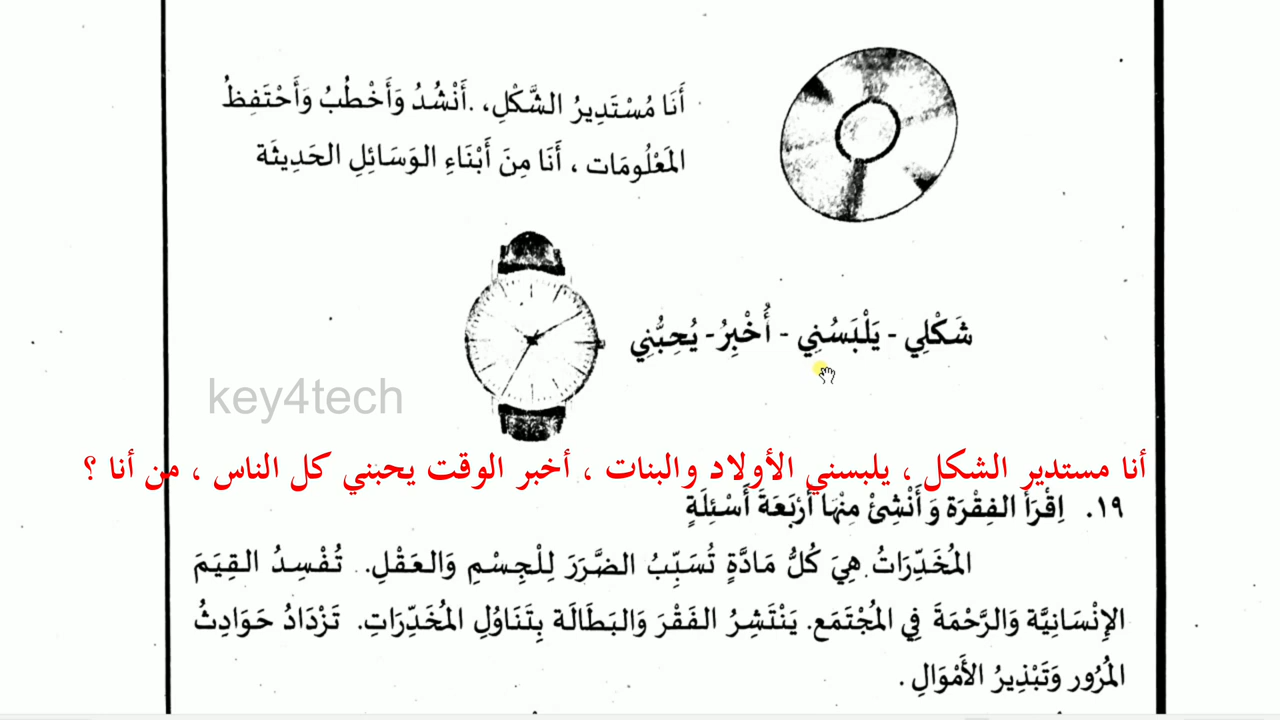 أَنَا مُسْتَدِيرُ الشَّكْلِ، .أَنْشُدُ وَأَخْطُبُ وَأَحْتَفِظُ
المَعْلُومَات ، أَنَا مِنَ أَبْنَاءِ الوَسَائِلِ الحَدِيثَة
شَكْلِي - يَلْبَسُنِي - أُخْبِرُ- يُحِبُّنِي
key4tech
أنا مستدير الشكل ، يلبسني الأولاد والبنات ، أخبر الوقت يحبني كل الناس ، من أنا ؟
١٩. اِقْرَأ الفِقْرَة وَأَنْشِئْ مِنْهَا أَرْبَعَةَ أَسْئِلَةٍ
المُخَدِّرَاتُ هِيَ كُلُّ مَادَّةٍ تُسَبِّبُ الضَّرَرَ لِلْجِسْمِ وَالعَقْلِ. تُفْسِدُ القِيَمَ
الإِنْسَانِيَّة وَالرَّحْمَةَ فِي المُجْتَمَع. يَنْتَشِرُ الفَقْرَ وَالبَطَالَة بِتَنَاوُلِ المُخَدِّرَاتِ. تَزْدَادُ حَوَادِثُ
المُرُور وَتَبْذِيرُ الأَمْوَالِ .